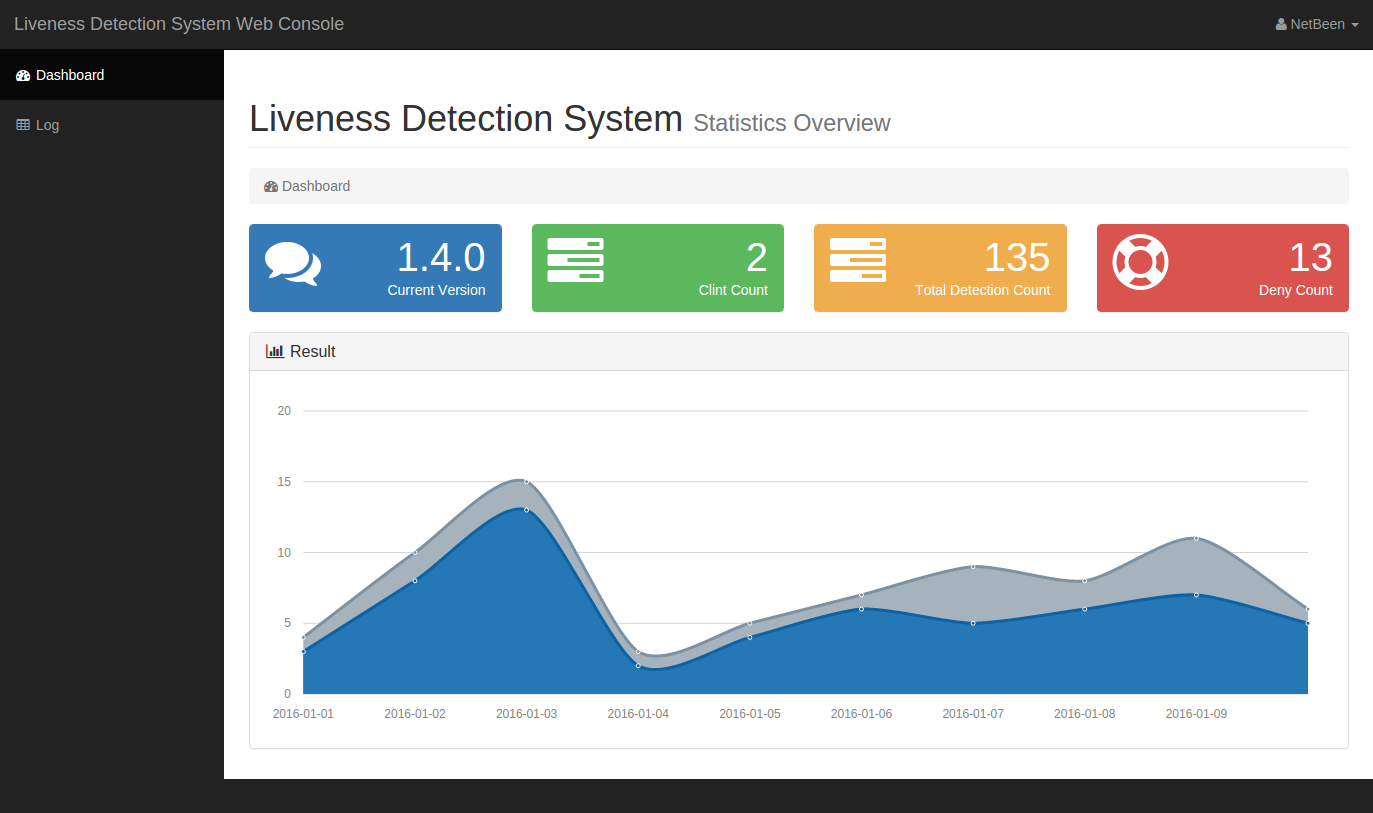 Liveness Detection System Web Console
NetBeen
Dashboard
Log
Liveness Detection System Statistics Overview
Dashboard
1.4.0
Current Version
2
Clint Count
135
Total Detection Count
13
Deny Count
Result
20
15
10
5
0
2016-01-01 2016-01-02 2016-01-03 2016-01-04 2016-01-05 2016-01-06 2016-01-07 2016-01-08 2016-01-09